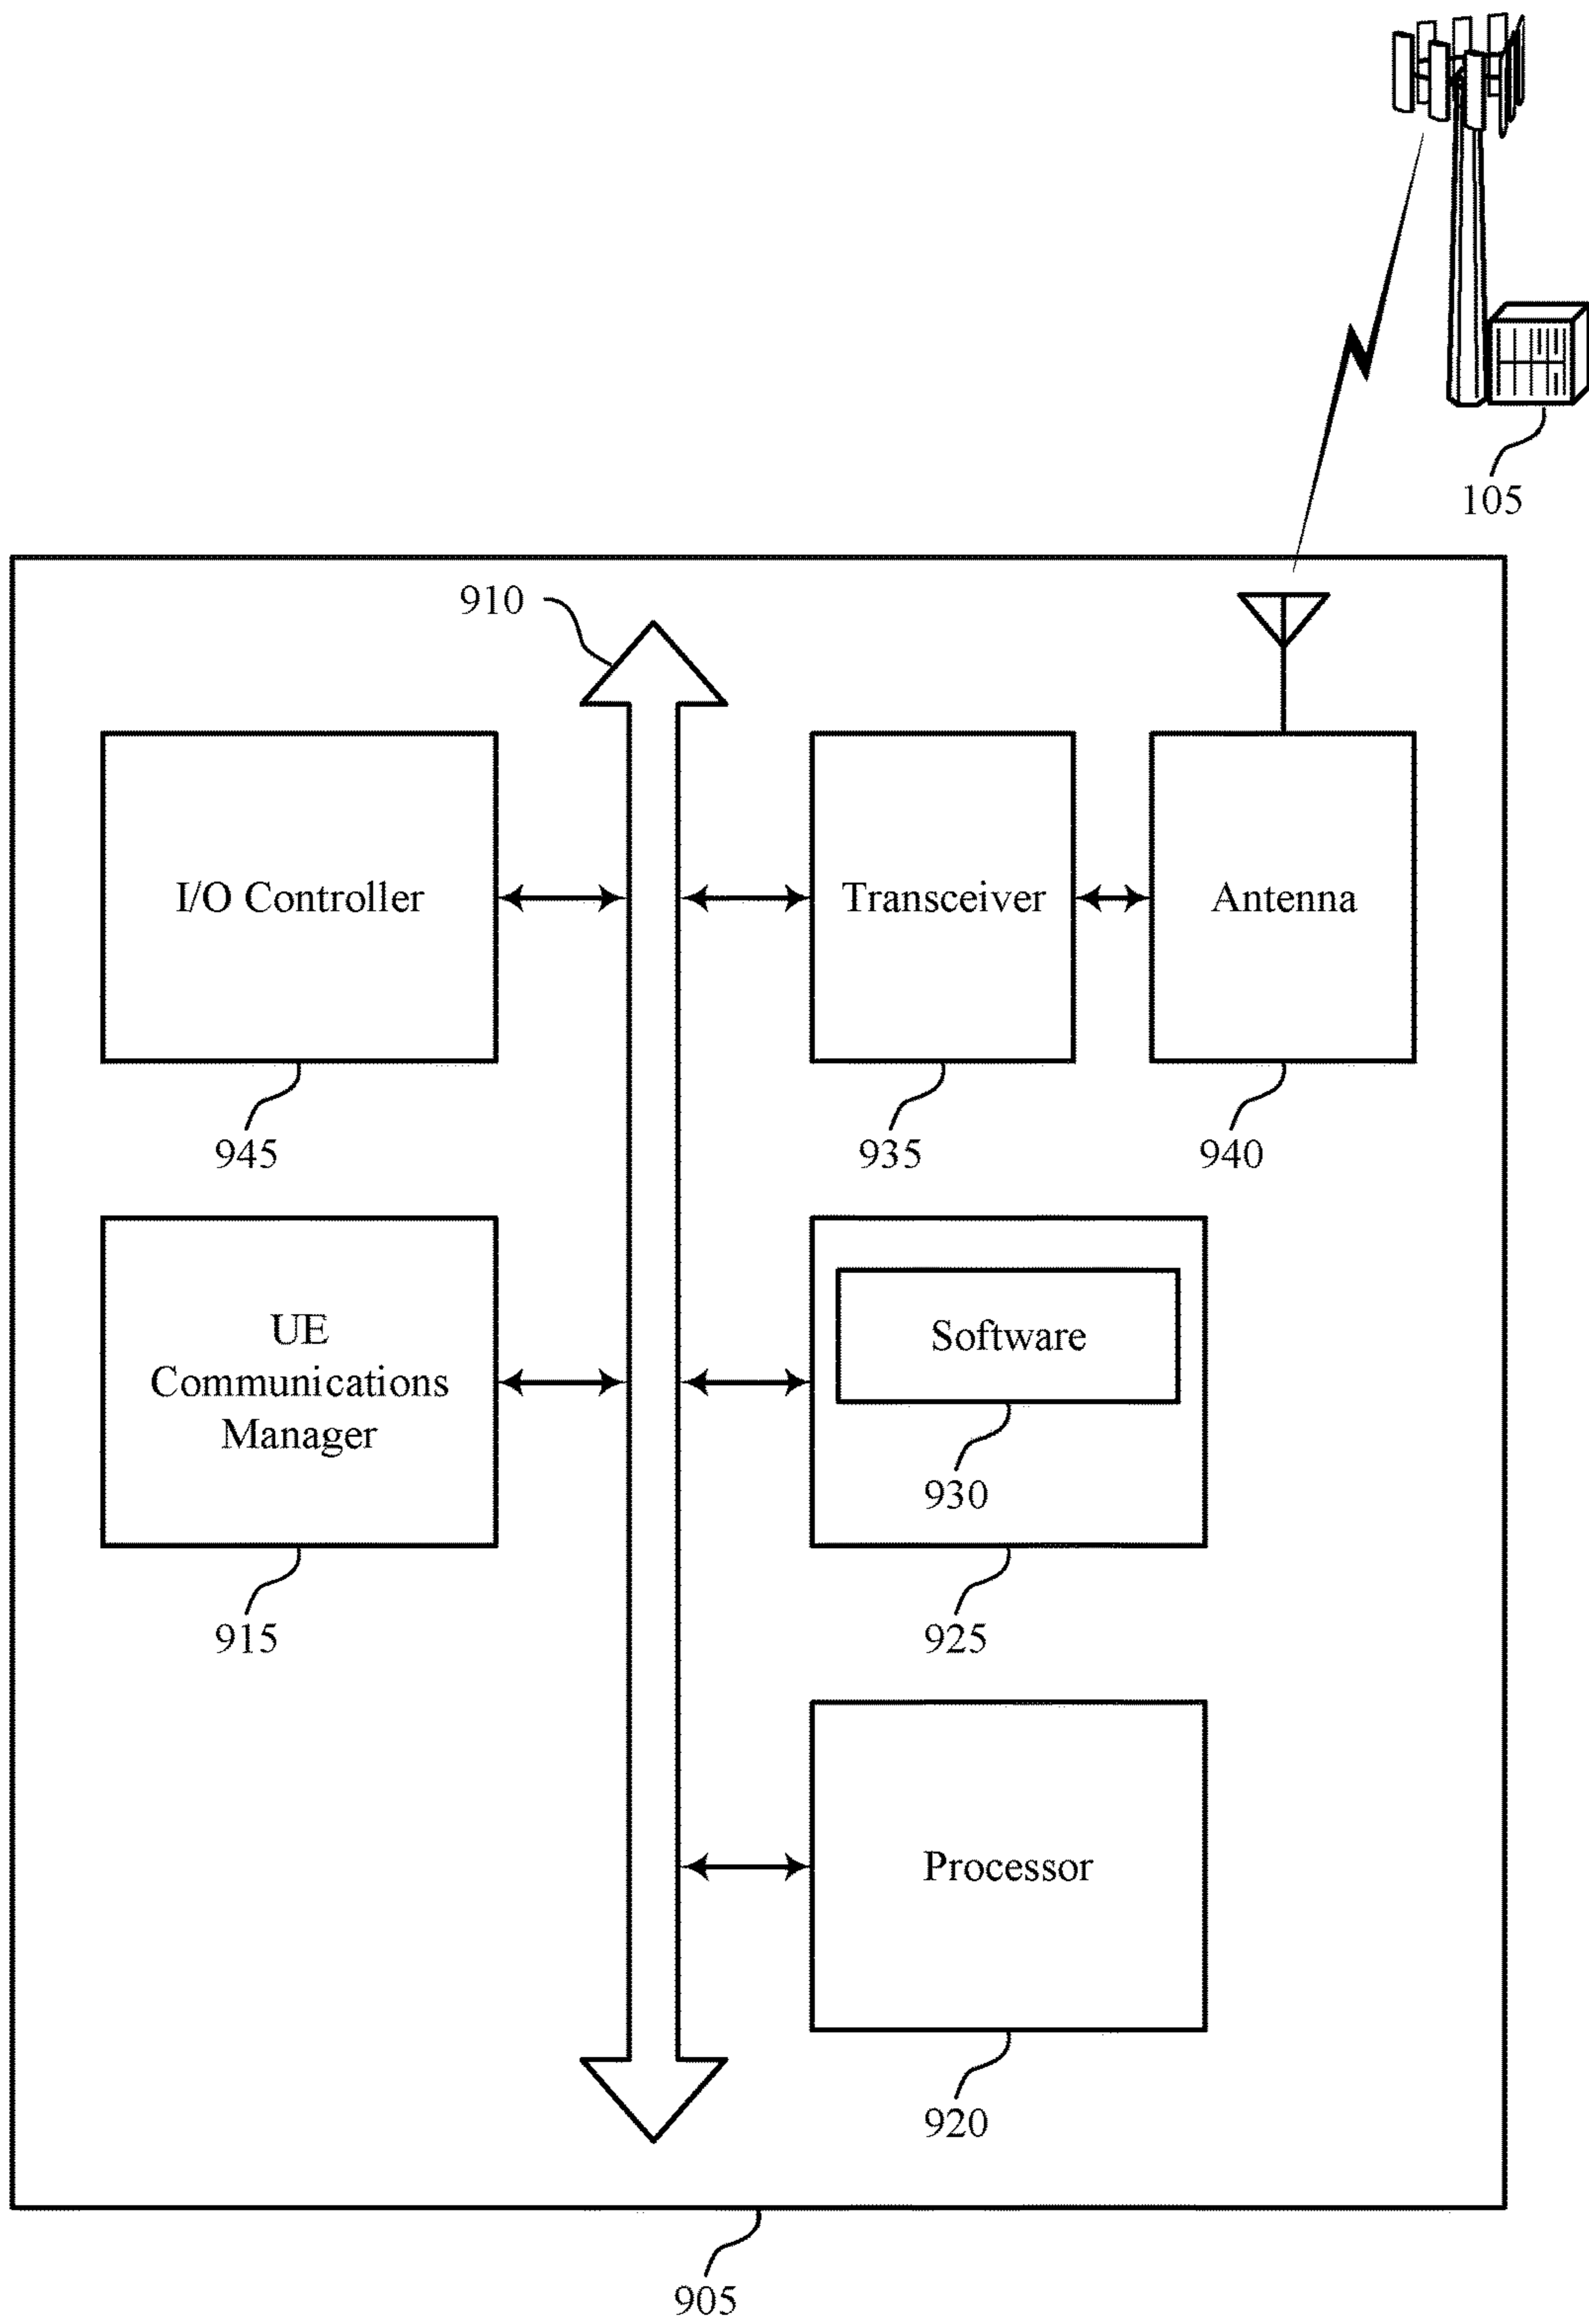 105
910
I/O Controller
Transceiver
Antenna
945
935
940
UE
Communications
Manager
Software
930
915
925
Processor
920
905